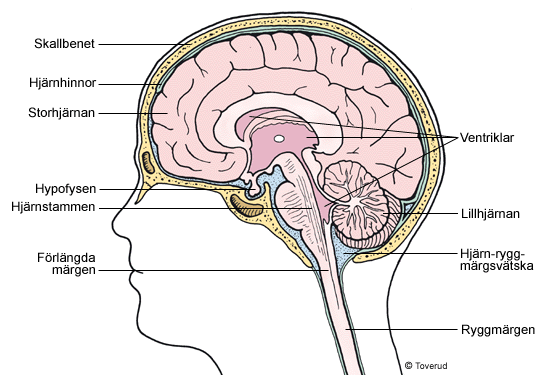 Skallbenet
Hjärnhinnor
Storhjärnan
Hypofysen
Hjärnstammen
Förlängda
märgen
Ventriklar
Lillhjärnan
Hjärn-rygg-
märgsvätska
Ryggmärgen
© Toverud